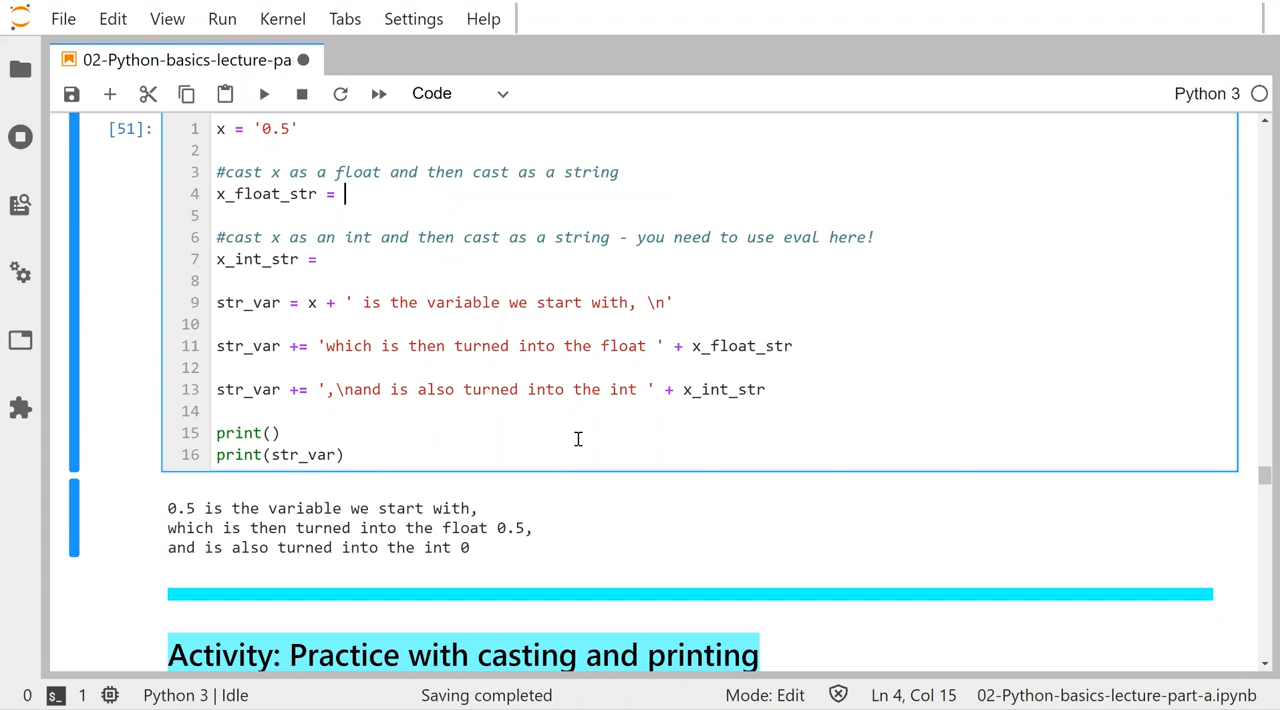 File Edit View Run Kernel Tabs Settings Help
02-Python-basics-lecture-pa
Code Python 3
[51]:
1 x = '0.5'
2
3 #cast x as a float and then cast as a string
4 x_float_str =
5
6 #cast x as an int and then cast as a string - you need to use eval here!
7 x_int_str =
8
9 str_var = x + ' is the variable we start with, \n'
10
11 str_var += 'which is then turned into the float ' + x_float_str
12
13 str_var += ',\nand is also turned into the int ' + x_int_str
14
15 print()
16 print(str_var)
0.5 is the variable we start with,
which is then turned into the float 0.5,
and is also turned into the int 0
Activity: Practice with casting and printing
0 $_ 1 Python 3 | Idle Saving completed Mode: Edit Ln 4, Col 15 02-Python-basics-lecture-part-a.ipynb